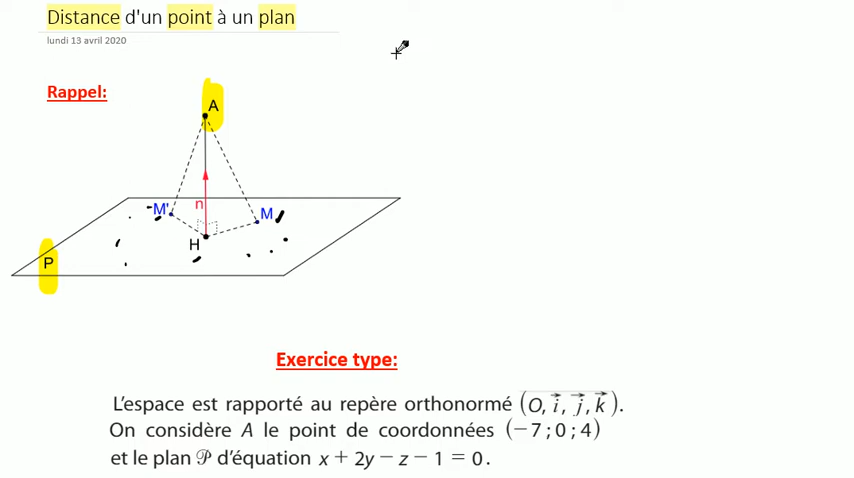 Distance d'un point à un plan
lundi 13 avril 2020
Rappel:
A
n
M'
M
H
P
Exercice type:
L'espace est rapporté au repère orthonormé (O, i⃗, j⃗, k⃗).
On considère A le point de coordonnées (−7 ; 0 ; 4)
et le plan 𝒫 d'équation x + 2y − z − 1 = 0.